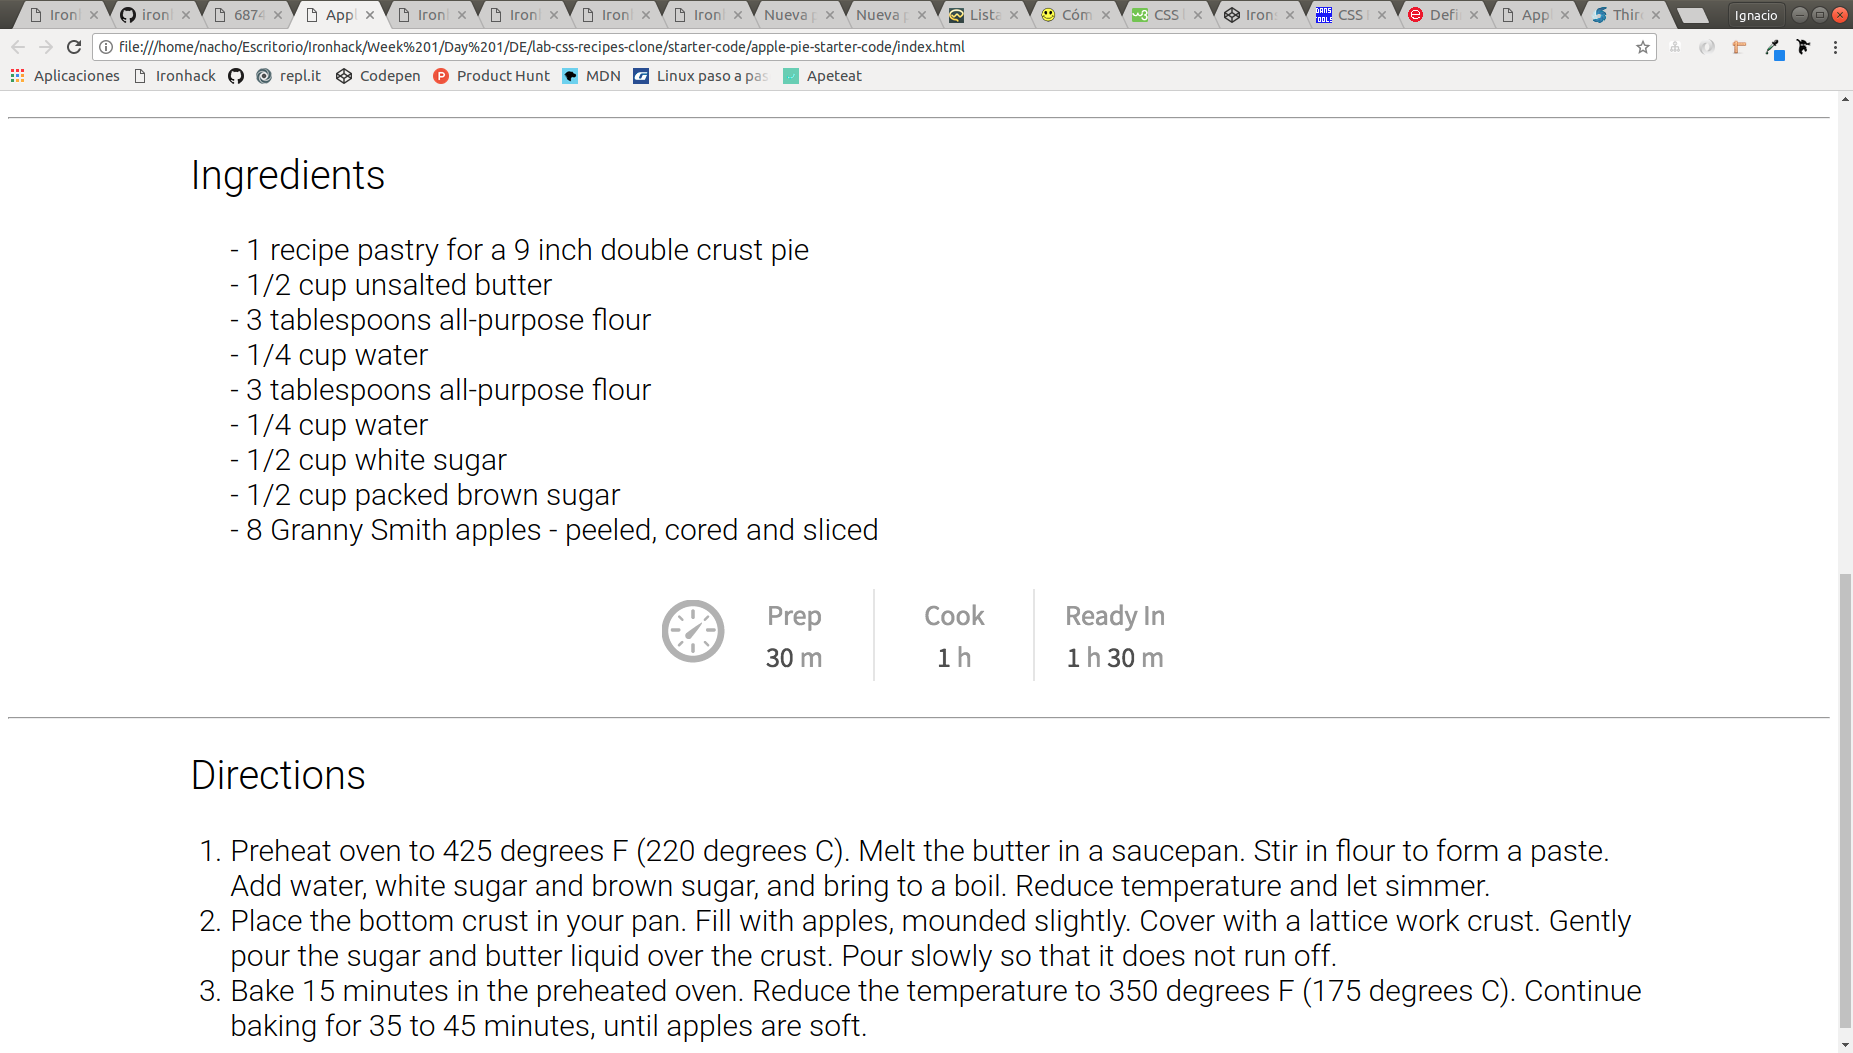 Iron
iron
6874
Appl
Ironl
Ironl
Ironl
Ironl
Nueva p
Nueva p
Lista
Cóm
CSS
Irons
CSS
Defi
Appl
Thire
Ignacio
file:///home/nacho/Escritorio/Ironhack/Week%201/Day%201/DE/lab-css-recipes-clone/starter-code/apple-pie-starter-code/index.html
Aplicaciones Ironhack repl.it Codepen Product Hunt MDN Linux paso a pas Apeteat
Ingredients
- 1 recipe pastry for a 9 inch double crust pie
- 1/2 cup unsalted butter
- 3 tablespoons all-purpose flour
- 1/4 cup water
- 3 tablespoons all-purpose flour
- 1/4 cup water
- 1/2 cup white sugar
- 1/2 cup packed brown sugar
- 8 Granny Smith apples - peeled, cored and sliced
Prep Cook Ready In
30 m 1 h 1 h 30 m
Directions
1. Preheat oven to 425 degrees F (220 degrees C). Melt the butter in a saucepan. Stir in flour to form a paste.
Add water, white sugar and brown sugar, and bring to a boil. Reduce temperature and let simmer.
2. Place the bottom crust in your pan. Fill with apples, mounded slightly. Cover with a lattice work crust. Gently
pour the sugar and butter liquid over the crust. Pour slowly so that it does not run off.
3. Bake 15 minutes in the preheated oven. Reduce the temperature to 350 degrees F (175 degrees C). Continue
baking for 35 to 45 minutes, until apples are soft.